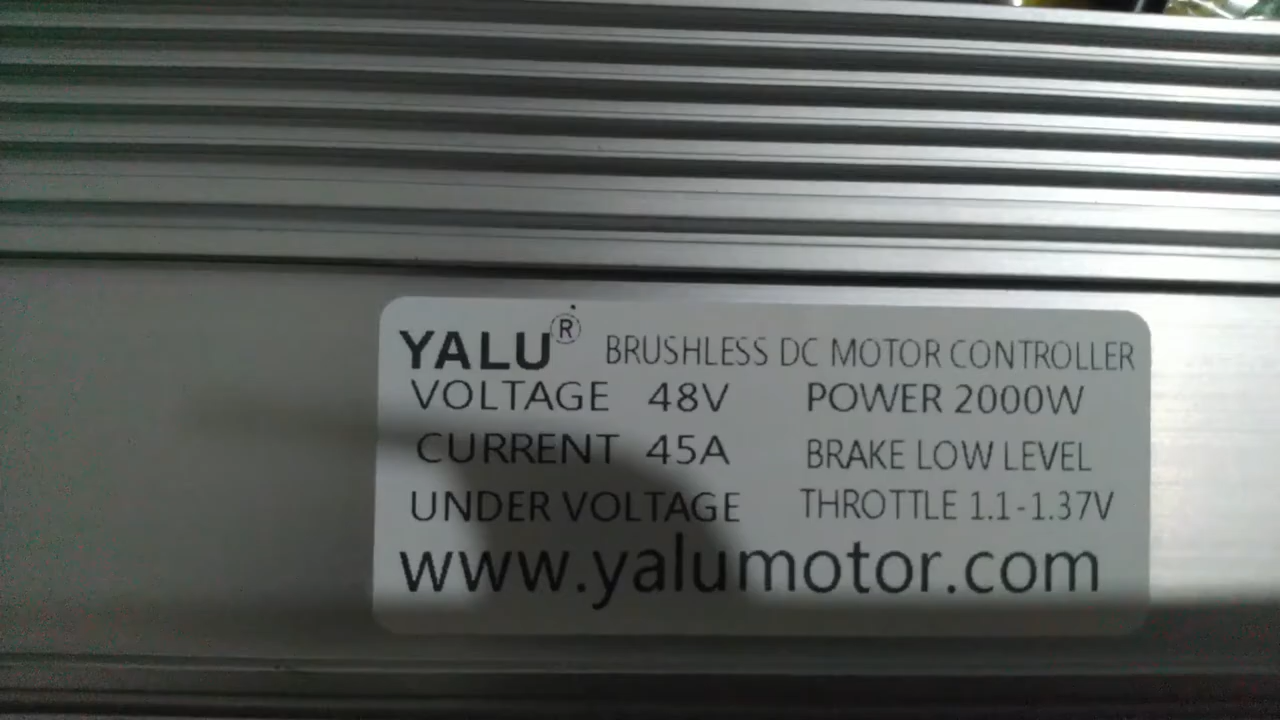 YALU® BRUSHLESS DC MOTOR CONTROLLER
VOLTAGE 48V POWER 2000W
CURRENT 45A BRAKE LOW LEVEL
UNDER VOLTAGE THROTTLE 1.1-1.37V
www.yalumotor.com